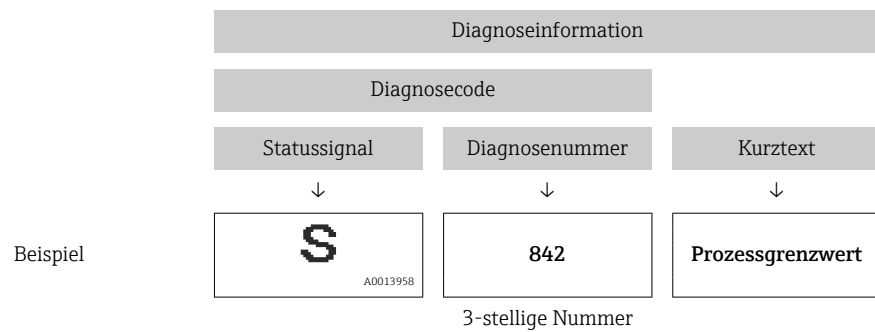 Diagnoseinformation
Diagnosecode
Statussignal Diagnosenummer Kurztext
↓ ↓ ↓
Beispiel S 842 Prozessgrenzwert
A0013958
3-stellige Nummer